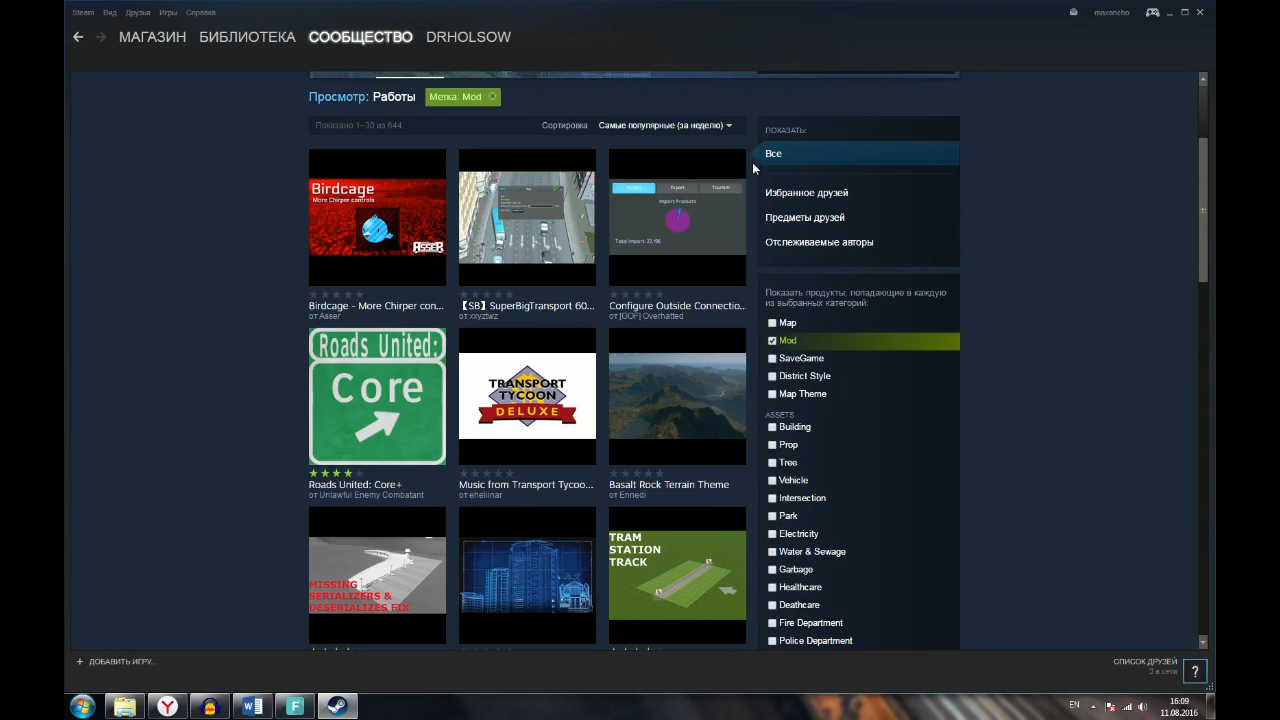 Steam Вид Друзья Игры Справка
maxancho
МАГАЗИН БИБЛИОТЕКА СООБЩЕСТВО DRHOLSOW
Просмотр: Работы Метка: Mod
Показано 1–30 из 644 Сортировка Самые популярные (за неделю)
ПОКАЗАТЬ:
Все
Избранное друзей
Предметы друзей
Отслеживаемые авторы
Показать продукты, попадающие в каждую
из выбранных категорий:
Map
Mod
SaveGame
District Style
Map Theme
ASSETS
Building
Prop
Tree
Vehicle
Intersection
Park
Electricity
Water & Sewage
Garbage
Healthcare
Deathcare
Fire Department
Police Department
Birdcage
More Chirper controls
ASSER
Birdcage - More Chirper con...
от Asser
【SB】SuperBigTransport 60...
от xxyztwz
Export Tourism
Import Products
Configure Outside Connectio...
от [GOF] Overhatted
Roads United:
Core
Roads United: Core+
от Unlawful Enemy Combatant
TRANSPORT
TYCOON
DELUXE
Music from Transport Tycoo...
от eheliinar
Basalt Rock Terrain Theme
от Ennedi
MISSING
SERIALIZERS &
DESERIALIZES FIX
TRAM
STATION
TRACK
ДОБАВИТЬ ИГРУ...
СПИСОК ДРУЗЕЙ
3 в сети
?
EN
16:09
11.08.2016